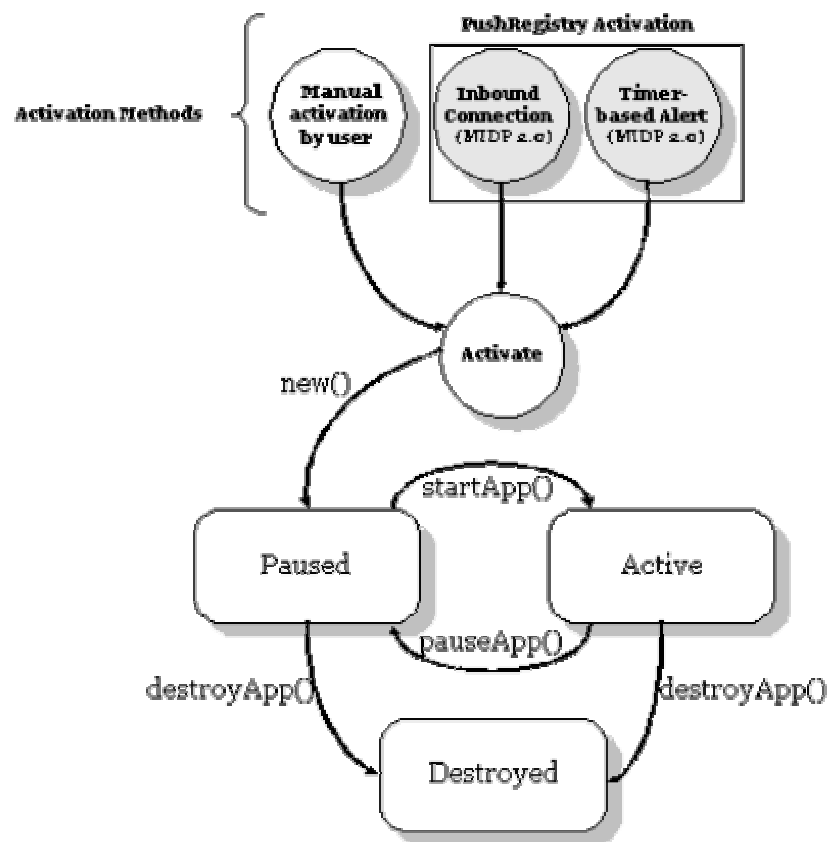 PushRegistry Activation
Activation Methods
Manual
activation
by user
Inbound
Connection
(MIDP 2.0)
Timer-
based Alert
(MIDP 2.0)
Activate
new()
startApp()
Paused
Active
pauseApp()
destroyApp()
destroyApp()
Destroyed